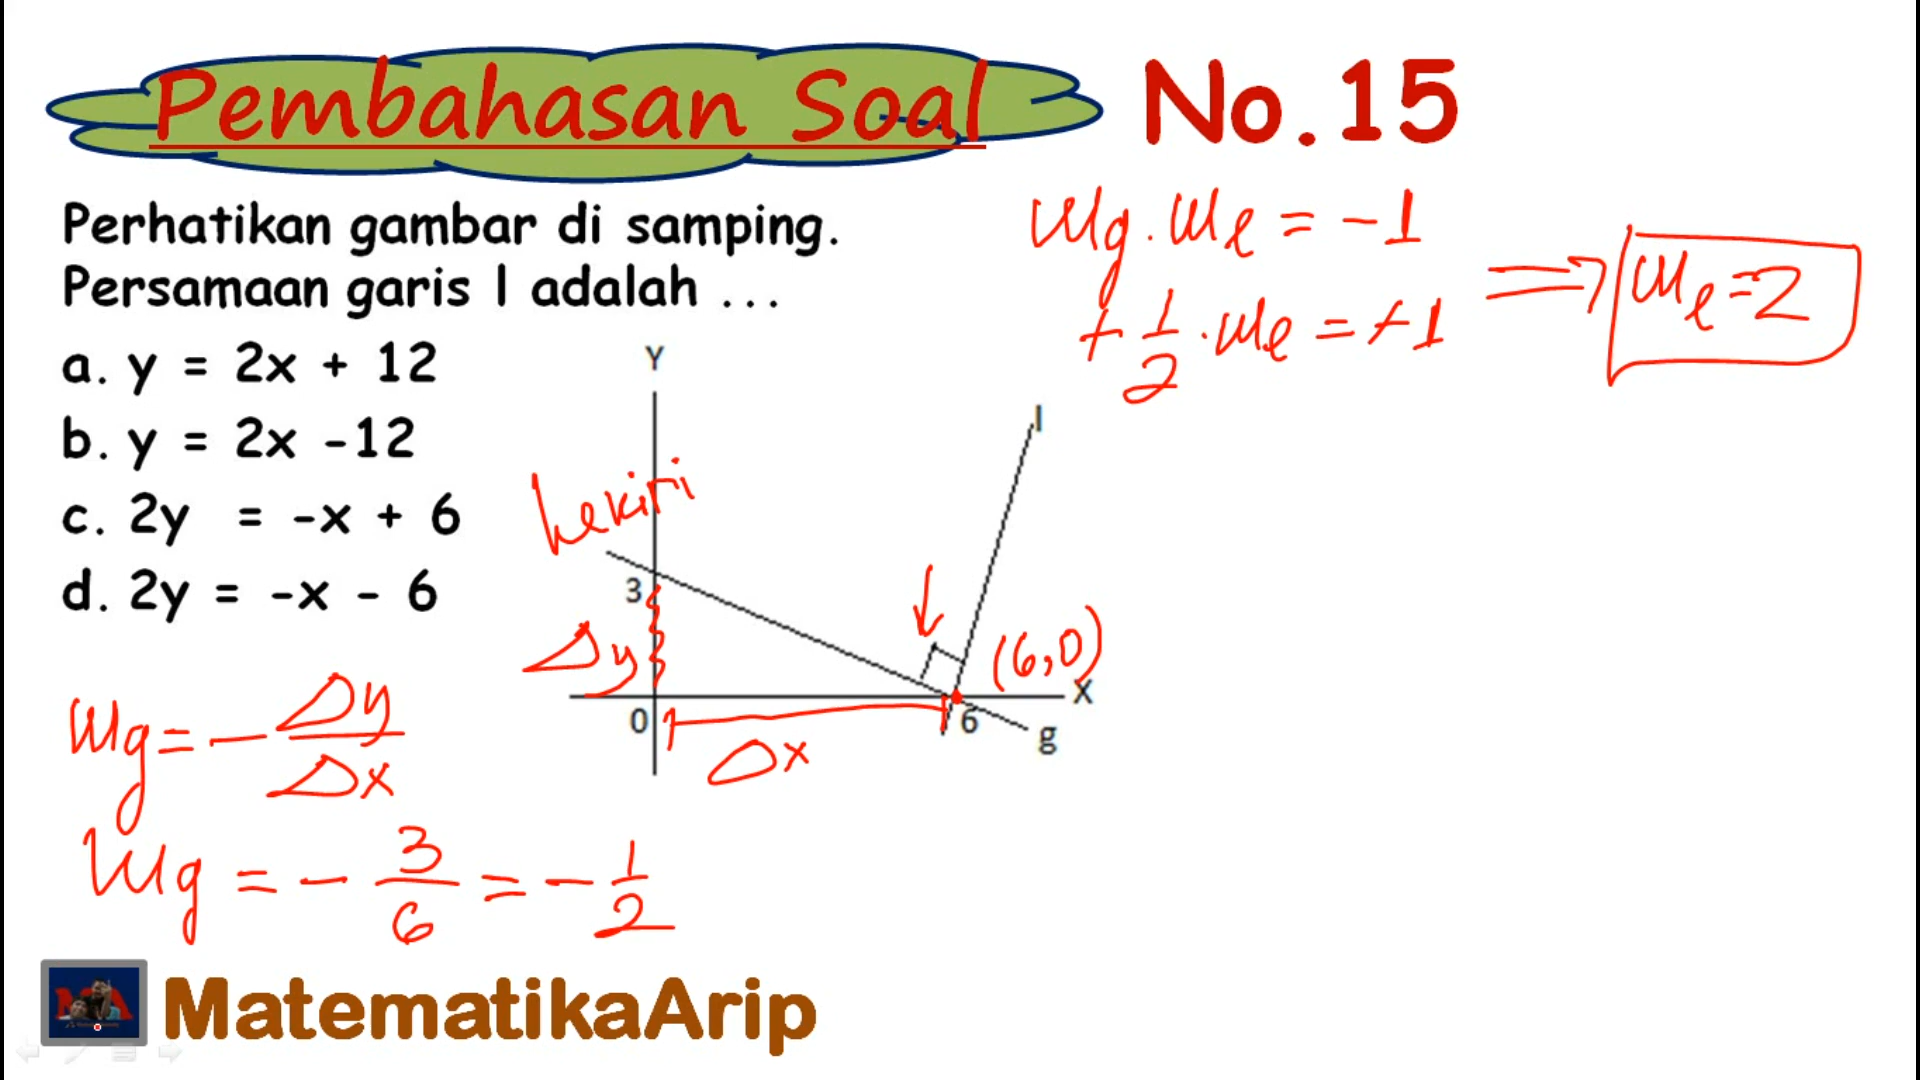 Pembahasan Soal No.15
Perhatikan gambar di samping.
Persamaan garis l adalah ...
a. y = 2x + 12
b. y = 2x -12
c. 2y = -x + 6
d. 2y = -x - 6
mg . ml = -1
+ 1/2 . ml = +1
⟹ ml = 2
Y
l
kekiri
3
Δy
(6,0)
X
0
6
g
Δx
mg = - Δy/Δx
mg = - 3/6 = - 1/2
MatematikaArip